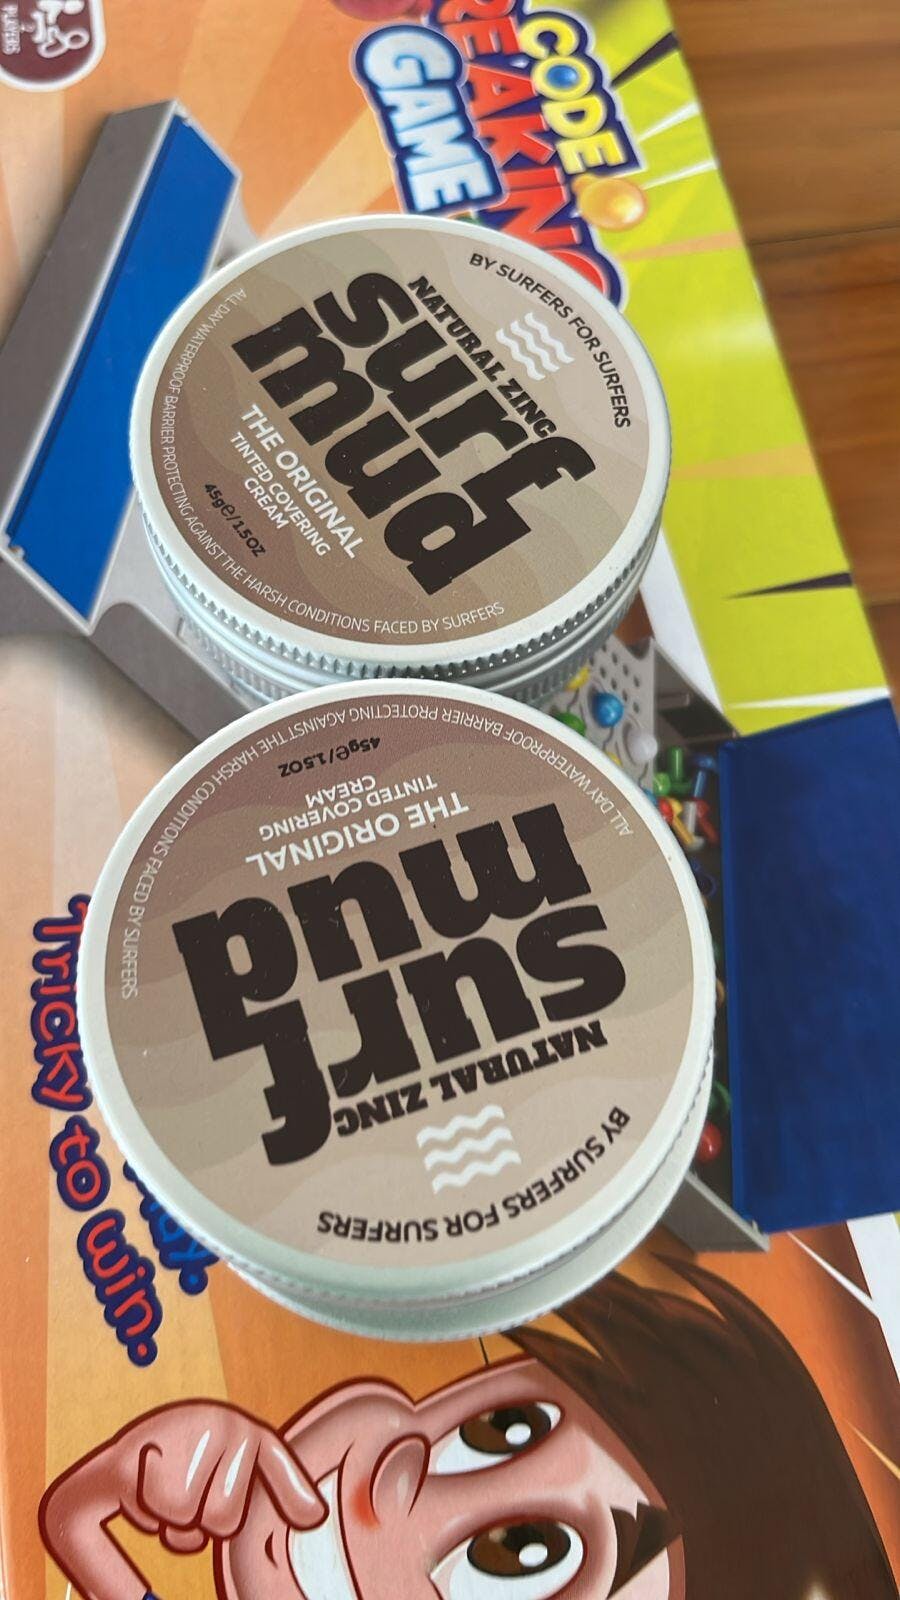 2
PLAYERS
CODE
BREAKING
GAME
BY SURFERS FOR SURFERS
NATURAL ZINC
surf
mud
THE ORIGINAL
TINTED COVERING
CREAM
45g℮/1.5OZ
ALL DAY WATERPROOF BARRIER PROTECTING AGAINST THE HARSH CONDITIONS FACED BY SURFERS
BY SURFERS FOR SURFERS
NATURAL ZINC
surf
mud
THE ORIGINAL
TINTED COVERING
CREAM
45g℮/1.5OZ
ALL DAY WATERPROOF BARRIER PROTECTING AGAINST THE HARSH CONDITIONS FACED BY SURFERS
Tricky to win.